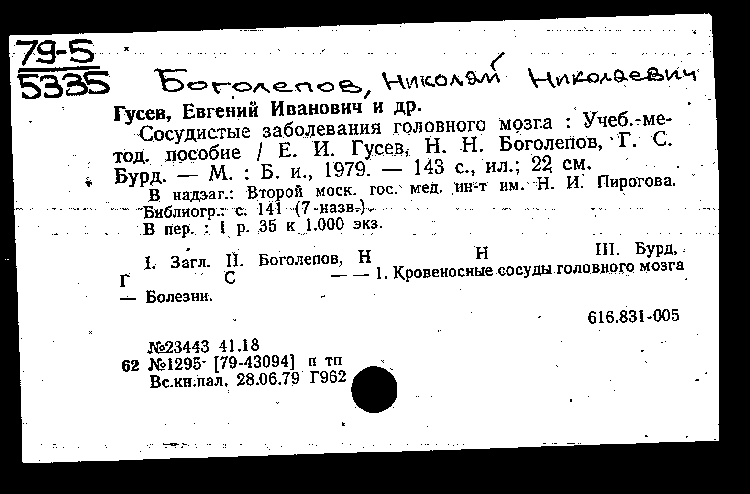 79-5
5335
Боголепов, Николай Николаевич
Гусев, Евгений Иванович и др.
Сосудистые заболевания головного мозга : Учеб.-ме-
тод. пособие / Е. И. Гусев, Н. Н. Боголепов, Г. С.
Бурд. — М. : Б. и., 1979. — 143 с., ил.; 22 см.
В надзаг.: Второй моск. гос. мед. ин-т им. Н. И. Пирогова.
Библиогр.: с. 141 (7 назв.)
В пер. : 1 р. 35 к 1.000 экз.
I. Загл. II. Боголепов, Н Н III. Бурд,
Г С — — 1. Кровеносные сосуды головного мозга
— Болезни.
616.831-005
№23443 41.18
62 №1295 [79-43094] п тп
Вс.кн.пал. 28.06.79 Г962